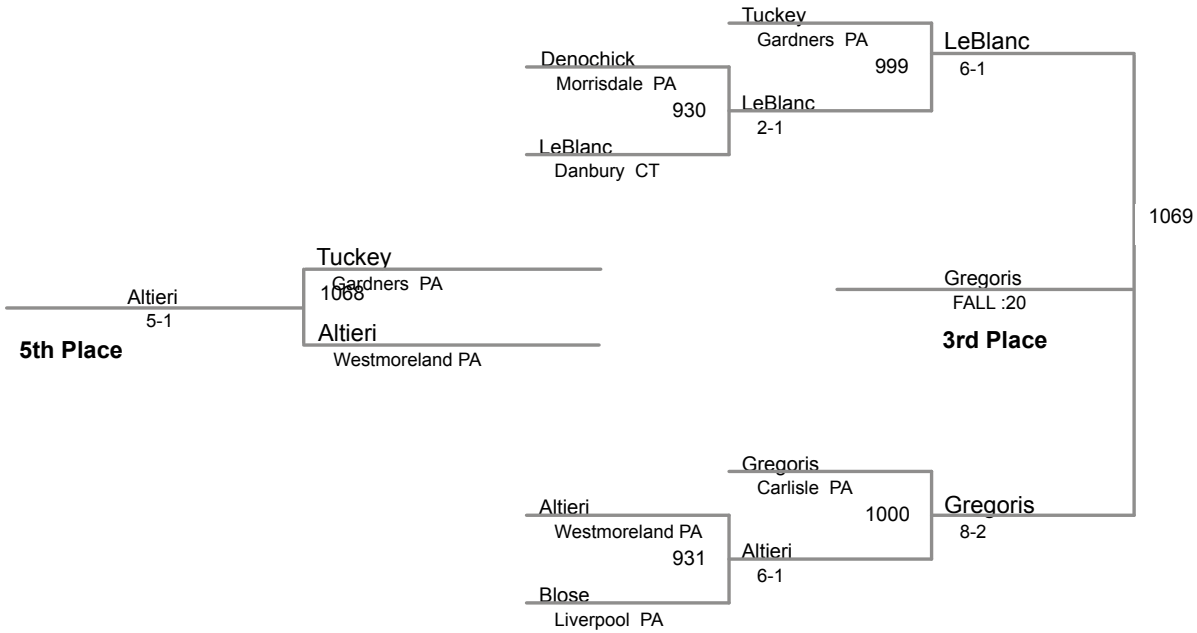 Tuckey
Gardners PA
999
LeBlanc
6-1
Denochick
Morrisdale PA
930
LeBlanc
2-1
LeBlanc
Danbury CT
1069
Tuckey
Gardners PA
1068
Altieri
5-1
Altieri
Westmoreland PA
5th Place
Gregoris
FALL :20
3rd Place
Gregoris
Carlisle PA
1000
Gregoris
8-2
Altieri
Westmoreland PA
931
Altieri
6-1
Blose
Liverpool PA